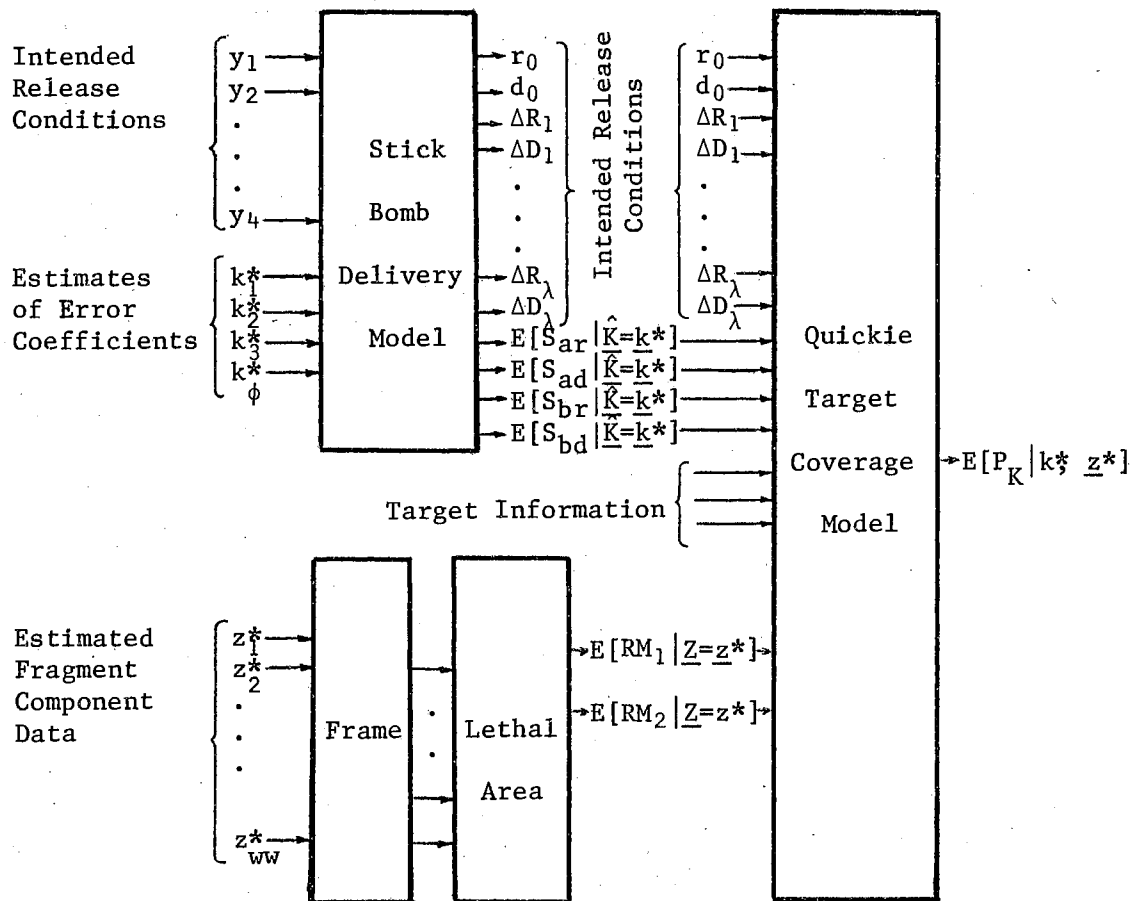 Intended
Release
Conditions
y1
y2
.
.
.
y4
Estimates
of Error
Coefficients
k*1
k*2
k*3
k*ϕ
Stick
Bomb
Delivery
Model
r0
d0
ΔR1
ΔD1
.
.
.
ΔRλ
ΔDλ
E[Sar|K̂=k*]
E[Sad|K̂=k*]
E[Sbr|K̂=k*]
E[Sbd|K̂=k*]
Intended Release
Conditions
r0
d0
ΔR1
ΔD1
.
.
.
ΔRλ
ΔDλ
Target Information
Quickie
Target
Coverage
Model
E[PK|k*, z*]
Estimated
Fragment
Component
Data
z*1
z*2
.
.
.
z*ww
Frame
.
.
Lethal
Area
E[RM1|Z=z*]
E[RM2|Z=z*]